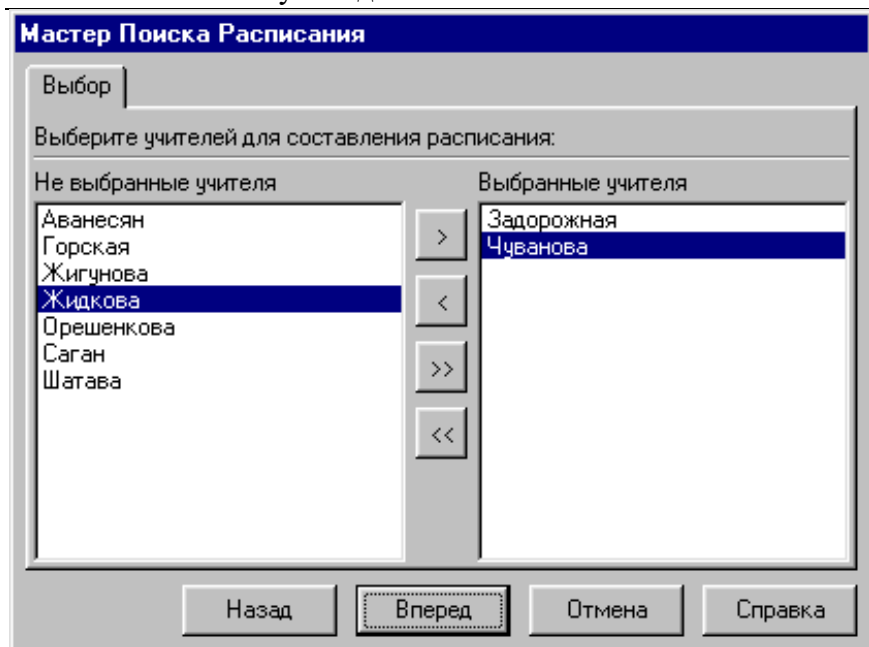 Мастер Поиска Расписания
Выбор
Выберите учителей для составления расписания:
Не выбранные учителя
Выбранные учителя
Аванесян
Горская
Жигунова
Жидкова
Орешенкова
Саган
Шатава
>
<
>>
<<
Задорожная
Чуванова
Назад
Вперед
Отмена
Справка